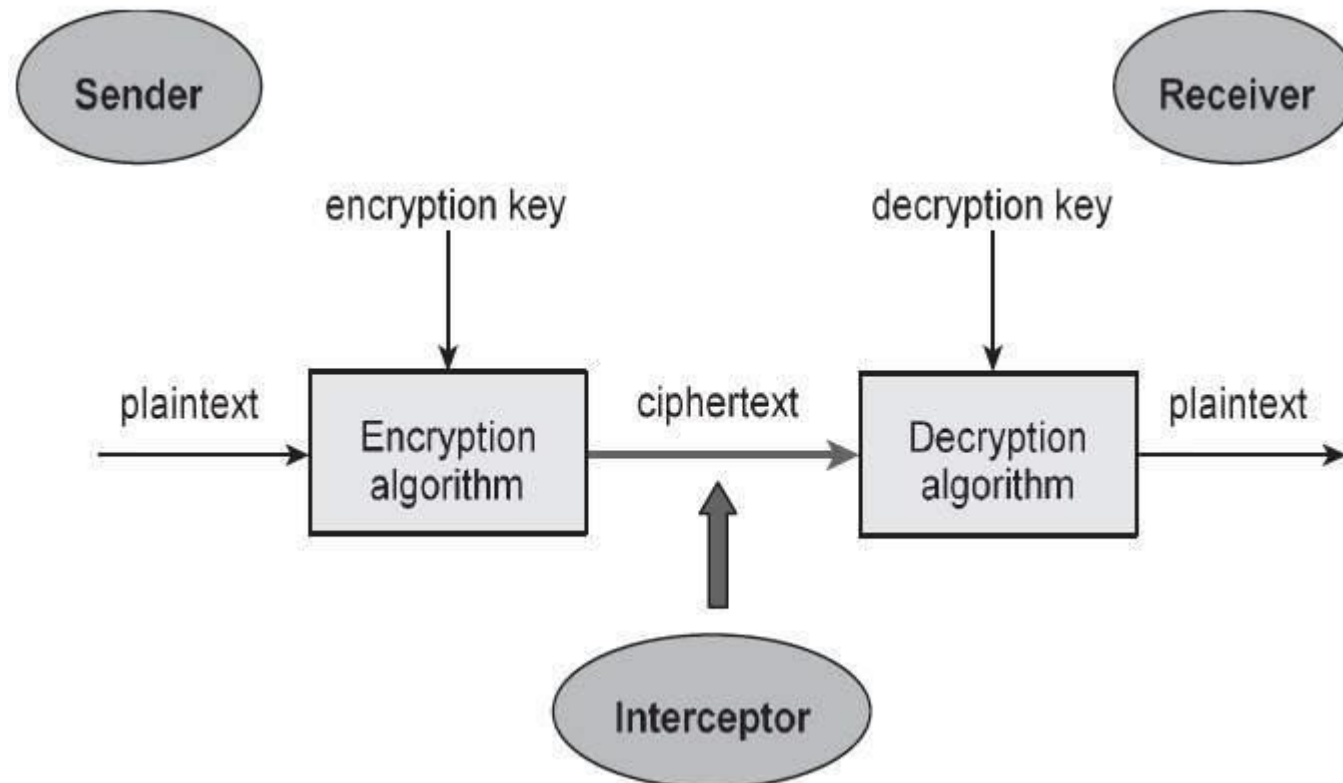 Sender
Receiver
encryption key
decryption key
plaintext
ciphertext
plaintext
Encryption
algorithm
Decryption
algorithm
Interceptor